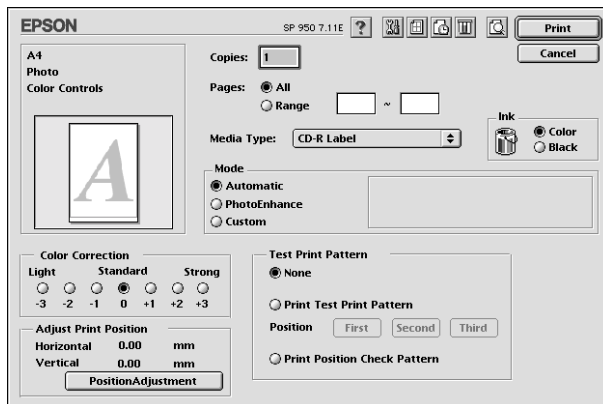 EPSON
SP 950 7.11E
?
Print
Cancel
A4
Photo
Color Controls
A
Copies: 1
Pages: All
Range ~
Media Type: CD-R Label
Ink
Color
Black
Mode
Automatic
PhotoEnhance
Custom
Color Correction
Light Standard Strong
-3 -2 -1 0 +1 +2 +3
Adjust Print Position
Horizontal 0.00 mm
Vertical 0.00 mm
PositionAdjustment
Test Print Pattern
None
Print Test Print Pattern
Position First Second Third
Print Position Check Pattern